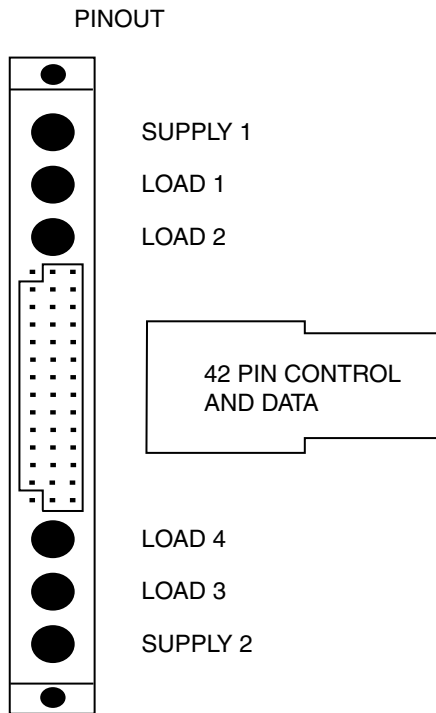 PINOUT
SUPPLY 1
LOAD 1
LOAD 2
42 PIN CONTROL
AND DATA
LOAD 4
LOAD 3
SUPPLY 2